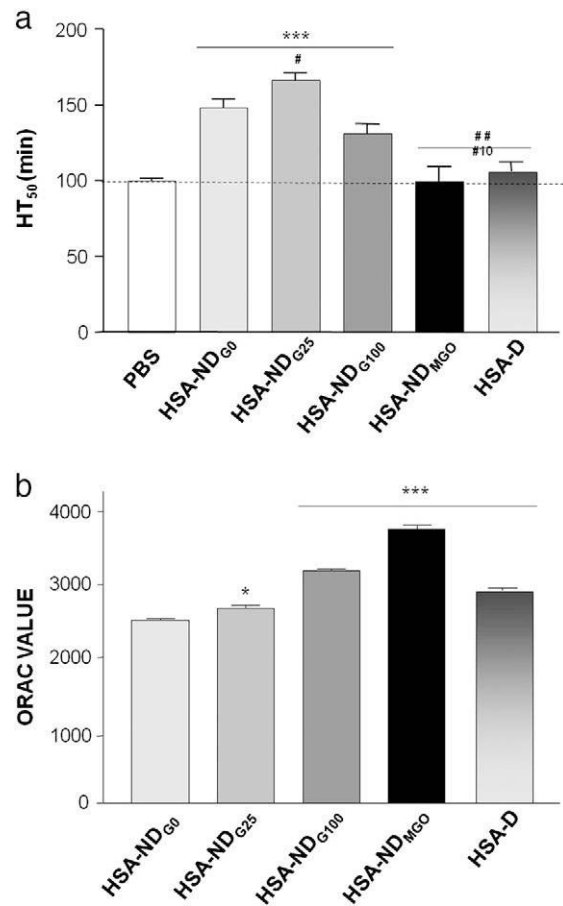 a
200
150
100
50
0
HT50 (min)
***
#
##
#10
PBS
HSA-NDG0
HSA-NDG25
HSA-NDG100
HSA-NDMGO
HSA-D
b
4000
3000
2000
1000
0
ORAC VALUE
*
***
HSA-NDG0
HSA-NDG25
HSA-NDG100
HSA-NDMGO
HSA-D